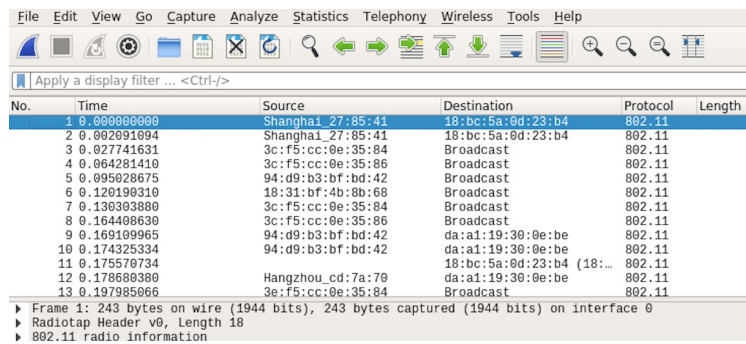 File Edit View Go Capture Analyze Statistics Telephony Wireless Tools Help
Apply a display filter ... <Ctrl-/>
No. Time Source Destination Protocol Length
1 0.000000000 Shanghai_27:85:41 18:bc:5a:0d:23:b4 802.11
2 0.002091094 Shanghai_27:85:41 18:bc:5a:0d:23:b4 802.11
3 0.027741631 3c:f5:cc:0e:35:84 Broadcast 802.11
4 0.064281410 3c:f5:cc:0e:35:86 Broadcast 802.11
5 0.095028675 94:d9:b3:bf:bd:42 Broadcast 802.11
6 0.120190310 18:31:bf:4b:8b:68 Broadcast 802.11
7 0.130303880 3c:f5:cc:0e:35:84 Broadcast 802.11
8 0.164408630 3c:f5:cc:0e:35:86 Broadcast 802.11
9 0.169109965 94:d9:b3:bf:bd:42 da:a1:19:30:0e:be 802.11
10 0.174325334 94:d9:b3:bf:bd:42 da:a1:19:30:0e:be 802.11
11 0.175570734 18:bc:5a:0d:23:b4 (18:… 802.11
12 0.178680380 Hangzhou_cd:7a:70 da:a1:19:30:0e:be 802.11
13 0.197985066 3e:f5:cc:0e:35:84 Broadcast 802.11
Frame 1: 243 bytes on wire (1944 bits), 243 bytes captured (1944 bits) on interface 0
Radiotap Header v0, Length 18
802.11 radio information